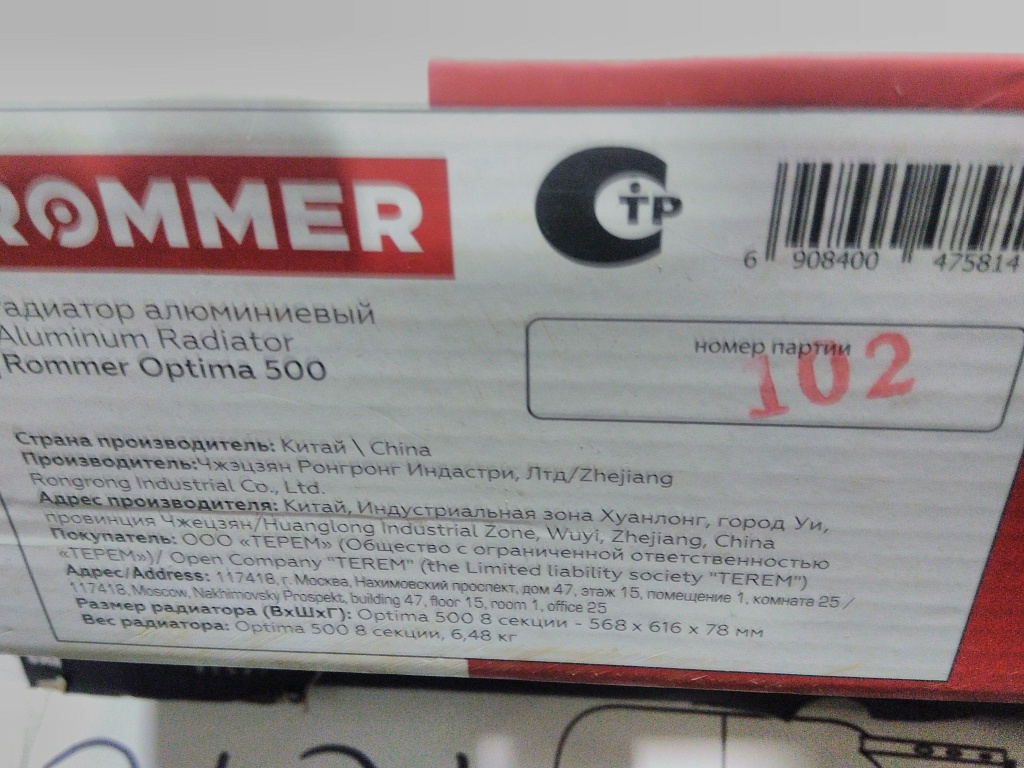 ROMMER
ТР
6 908400 475814
радиатор алюминиевый
Aluminum Radiator
Rommer Optima 500
номер партии
102
Страна производитель: Китай \ China
Производитель:Чжэцзян Ронгронг Индастри, Лтд/Zhejiang
Rongrong Industrial Co., Ltd.
Адрес производителя: Китай, Индустриальная зона Хуанлонг, город Уи,
провинция Чжецзян/Huanglong Industrial Zone, Wuyi, Zhejiang, China
Покупатель: ООО «ТЕРЕМ» (Общество с ограниченной ответственностью
«ТЕРЕМ»)/ Open Company "TEREM" (the Limited liability society "TEREM")
Адрес/Address: 117418, г. Москва, Нахимовский проспект, дом 47, этаж 15, помещение 1, комната 25 /
117418, Moscow, Nakhimovsky Prospekt, building 47, floor 15, room 1, office 25
Размер радиатора (ВхШхГ): Optima 500 8 секции - 568 x 616 x 78 мм
Вес радиатора: Optima 500 8 секции, 6,48 кг